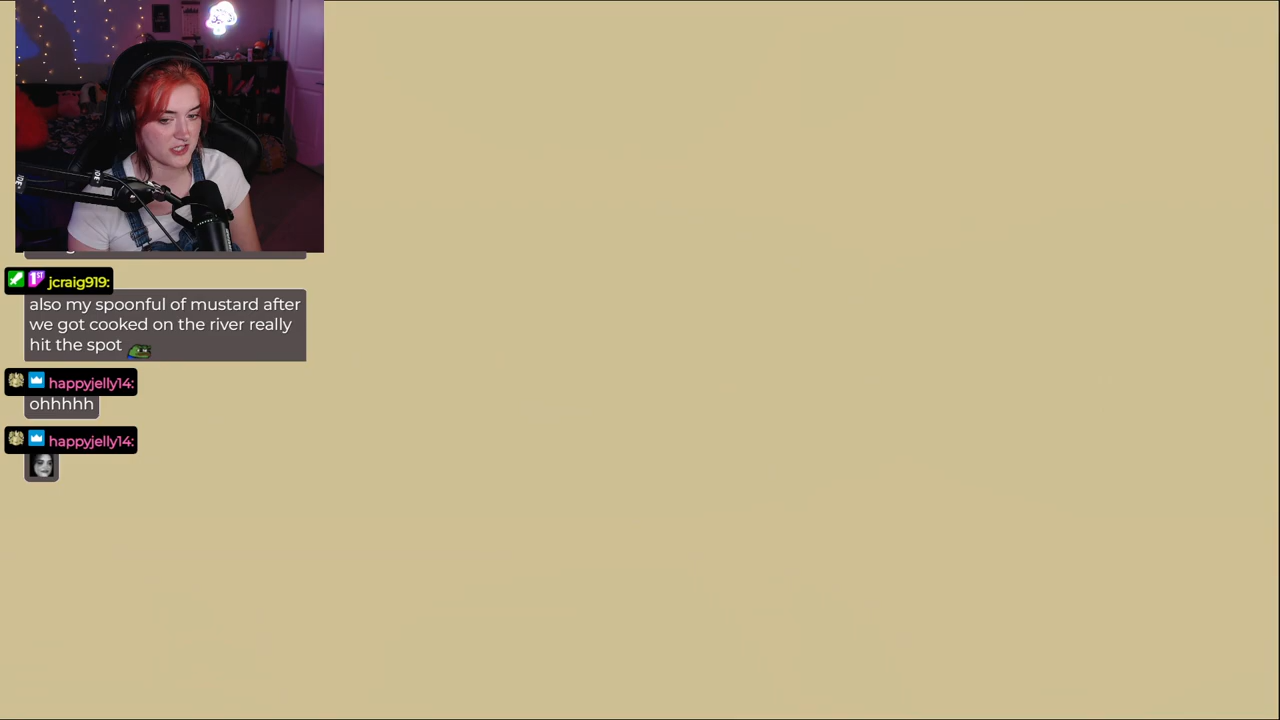 jcraig919:
also my spoonful of mustard after
we got cooked on the river really
hit the spot
happyjelly14:
ohhhhh
happyjelly14: